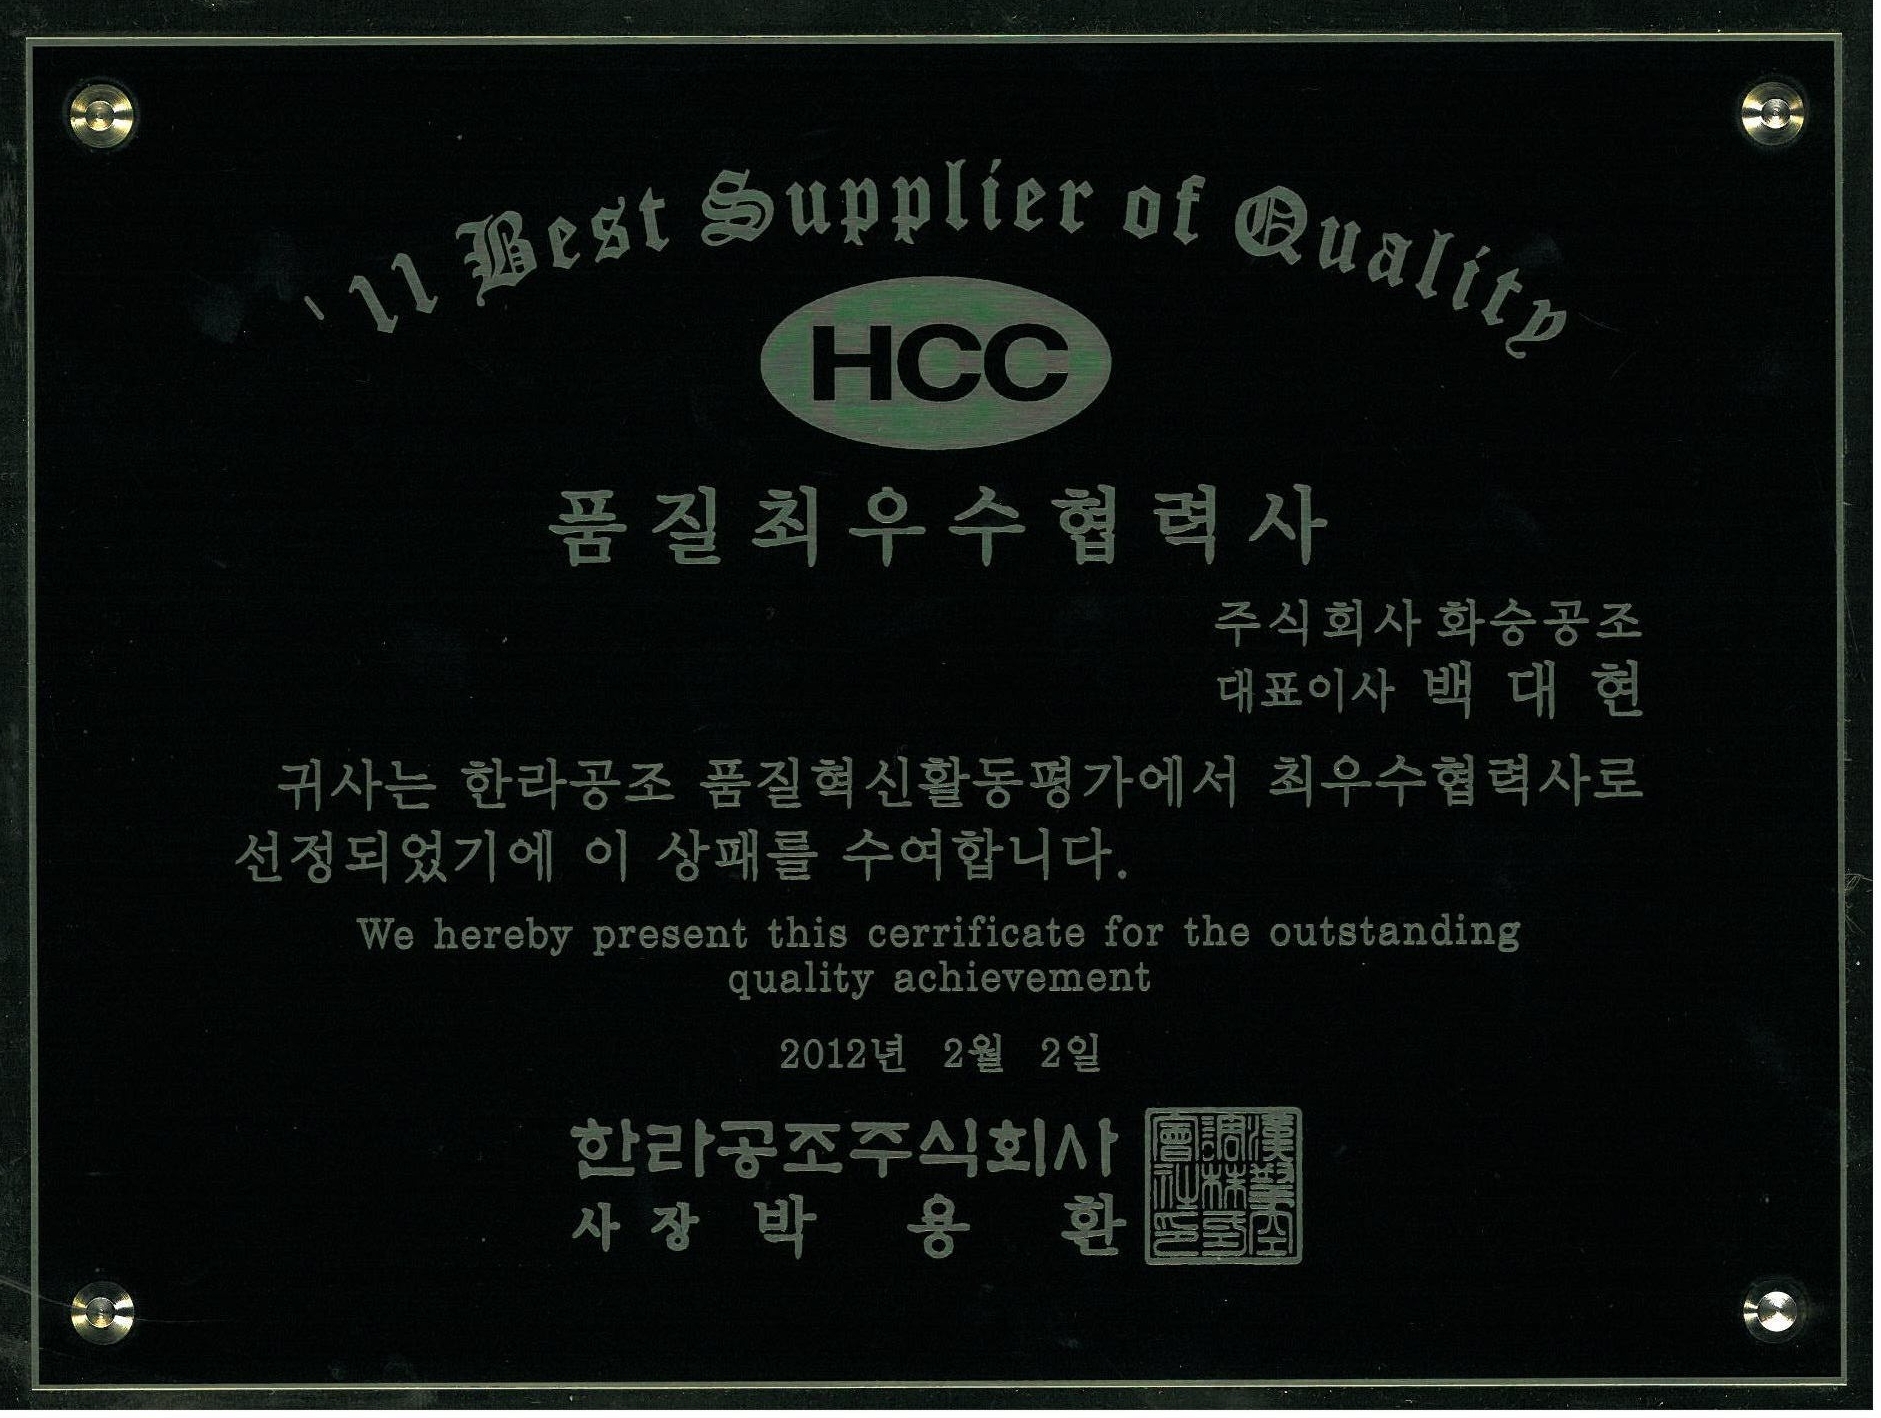 '11 Best Supplier of Quality
HCC
품질최우수협력사
주식회사 화승공조
대표이사 백 대 현
귀사는 한라공조 품질혁신활동평가에서 최우수협력사로
선정되었기에 이 상패를 수여합니다.
We hereby present this cerrificate for the outstanding
quality achievement
2012년 2월 2일
한라공조주식회사
사 장 박 용 환